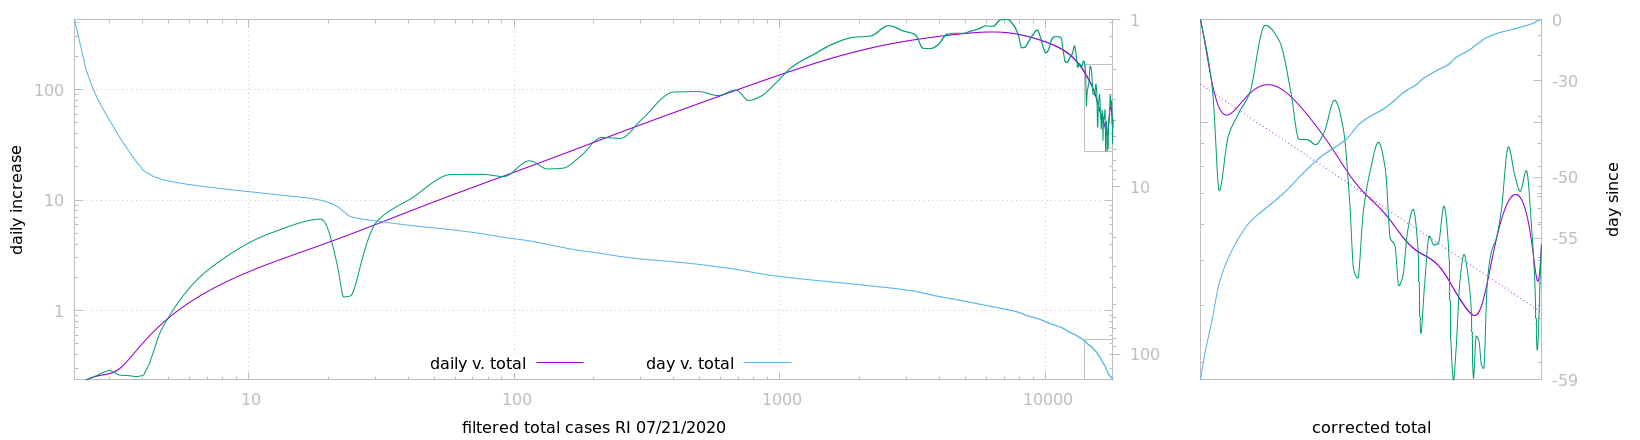 daily increase
100
10
1
10
100
1000
10000
1
10
100
daily v. total
day v. total
filtered total cases RI 07/21/2020
0
-30
-50
-55
-59
day since
corrected total